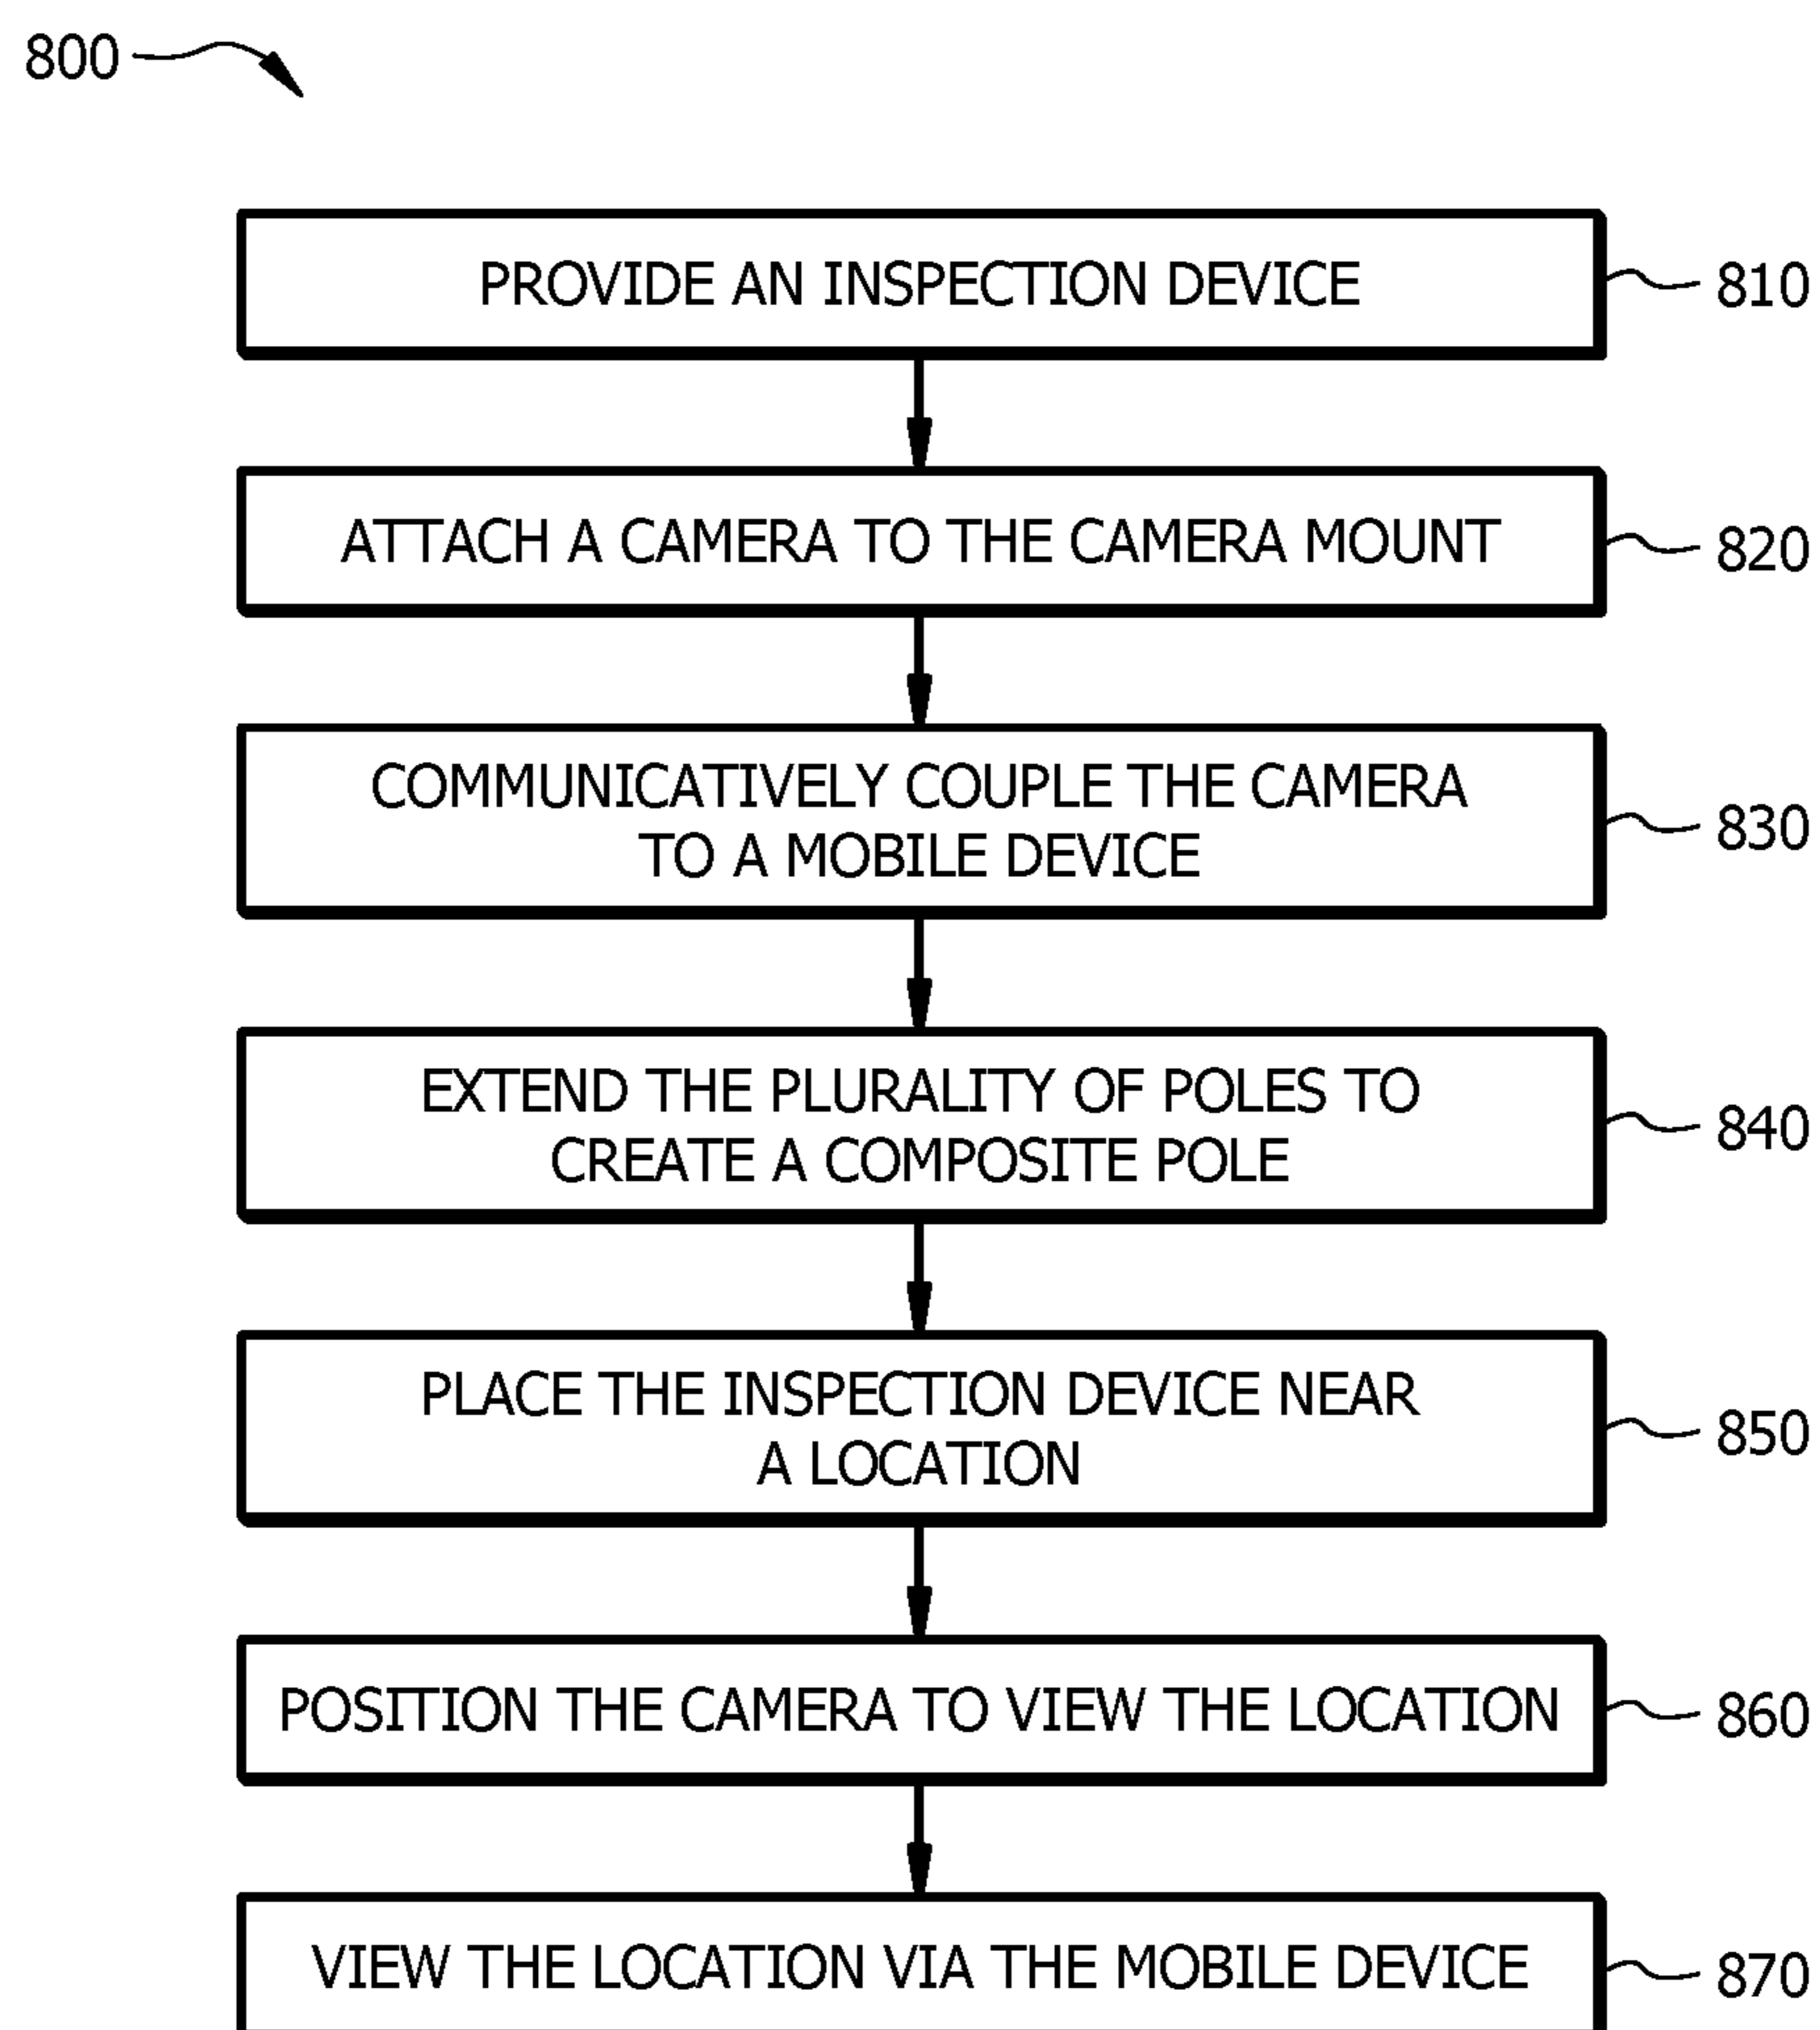 800
PROVIDE AN INSPECTION DEVICE
810
ATTACH A CAMERA TO THE CAMERA MOUNT
820
COMMUNICATIVELY COUPLE THE CAMERA
TO A MOBILE DEVICE
830
EXTEND THE PLURALITY OF POLES TO
CREATE A COMPOSITE POLE
840
PLACE THE INSPECTION DEVICE NEAR
A LOCATION
850
POSITION THE CAMERA TO VIEW THE LOCATION
860
VIEW THE LOCATION VIA THE MOBILE DEVICE
870